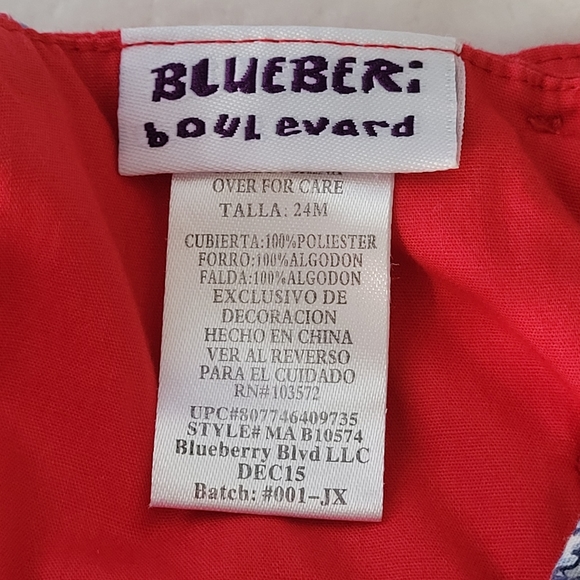 BLUEBERi
boulevard
OVER FOR CARE
TALLA: 24M
CUBIERTA:100%POLIESTER
FORRO:100%ALGODON
FALDA:100%ALGODON
EXCLUSIVO DE
DECORACION
HECHO EN CHINA
VER AL REVERSO
PARA EL CUIDADO
RN#103572
UPC#807746409735
STYLE# MA B10574
Blueberry Blvd LLC
DEC15
Batch: #001-JX